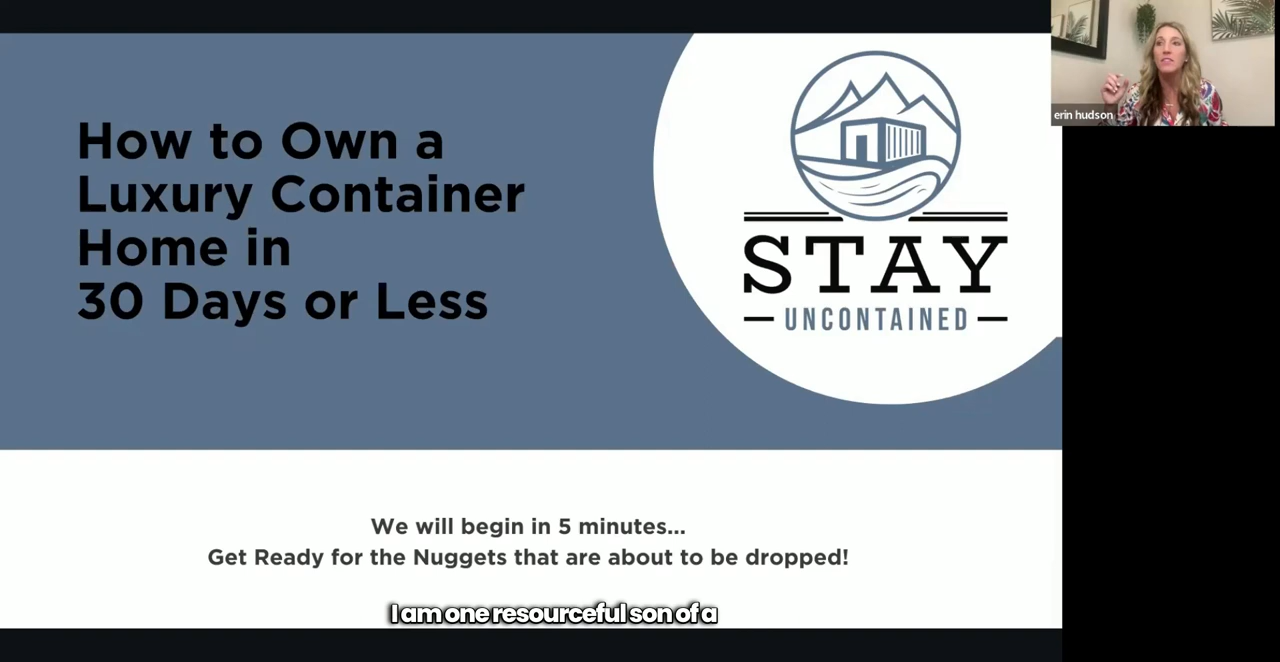 How to Own a
Luxury Container
Home in
30 Days or Less
STAY
UNCONTAINED
erin hudson
We will begin in 5 minutes...
Get Ready for the Nuggets that are about to be dropped!
I am one resourceful son of a